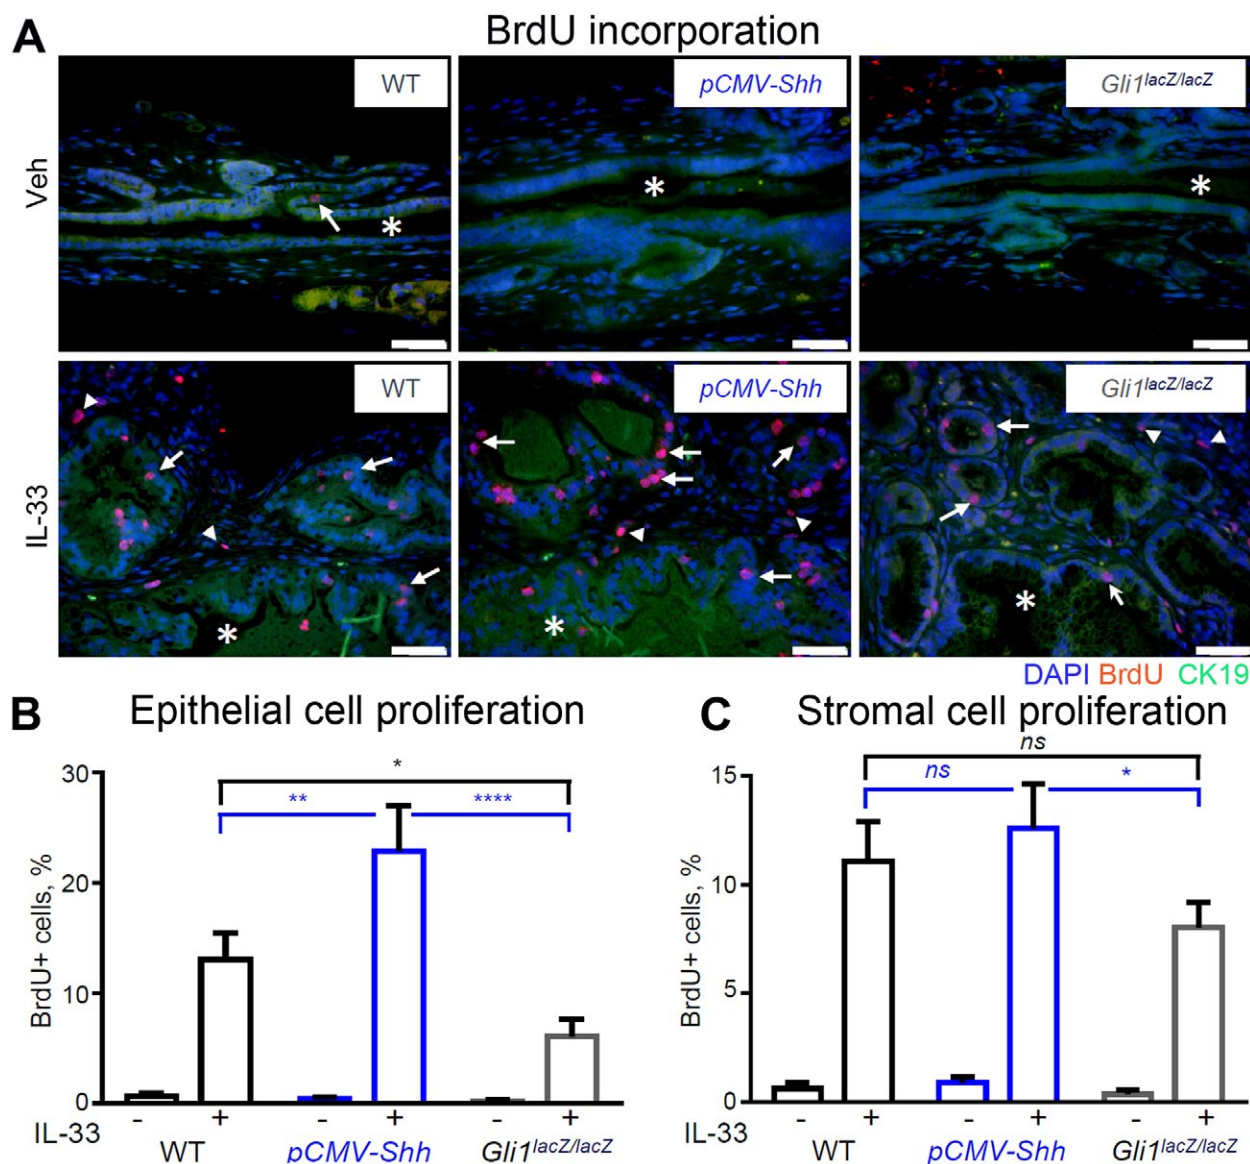 A BrdU incorporation
WT pCMV-Shh Gli1lacZ/lacZ
Veh
* * *
WT pCMV-Shh Gli1lacZ/lacZ
IL-33
* * *
DAPI BrdU CK19
B Epithelial cell proliferation
*
** ****
30
20
10
0
BrdU+ cells, %
IL-33 - + - + - +
WT pCMV-Shh Gli1lacZ/lacZ
C Stromal cell proliferation
ns
ns *
15
10
5
0
BrdU+ cells, %
IL-33 - + - + - +
WT pCMV-Shh Gli1lacZ/lacZ